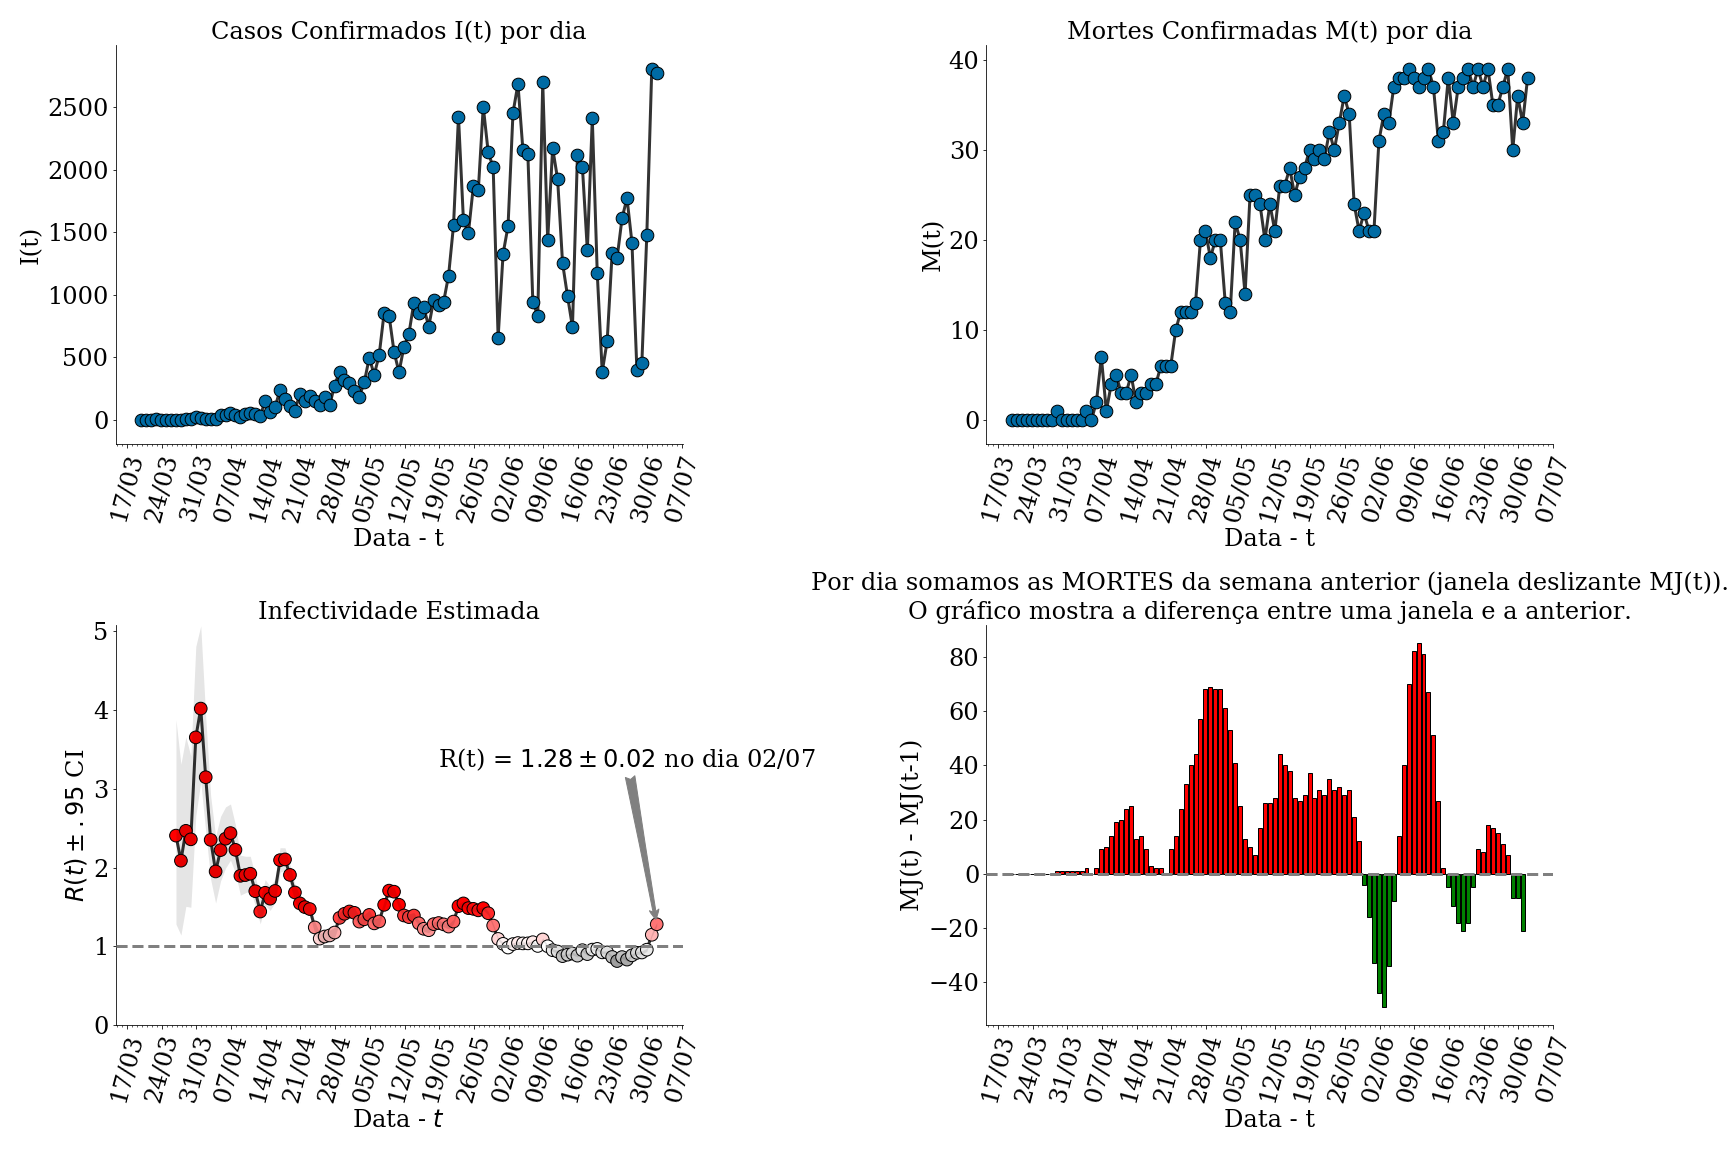 Casos Confirmados I(t) por dia
I(t)
2500
2000
1500
1000
500
0
17/03 24/03 31/03 07/04 14/04 21/04 28/04 05/05 12/05 19/05 26/05 02/06 09/06 16/06 23/06 30/06 07/07
Data - t
Mortes Confirmadas M(t) por dia
M(t)
40
30
20
10
0
17/03 24/03 31/03 07/04 14/04 21/04 28/04 05/05 12/05 19/05 26/05 02/06 09/06 16/06 23/06 30/06 07/07
Data - t
Infectividade Estimada
R(t) ± .95 CI
5
4
3
2
1
0
R(t) = 1.28 ± 0.02 no dia 02/07
17/03 24/03 31/03 07/04 14/04 21/04 28/04 05/05 12/05 19/05 26/05 02/06 09/06 16/06 23/06 30/06 07/07
Data - t
Por dia somamos as MORTES da semana anterior (janela deslizante MJ(t)).
O gráfico mostra a diferença entre uma janela e a anterior.
MJ(t) - MJ(t-1)
80
60
40
20
0
−20
−40
17/03 24/03 31/03 07/04 14/04 21/04 28/04 05/05 12/05 19/05 26/05 02/06 09/06 16/06 23/06 30/06 07/07
Data - t